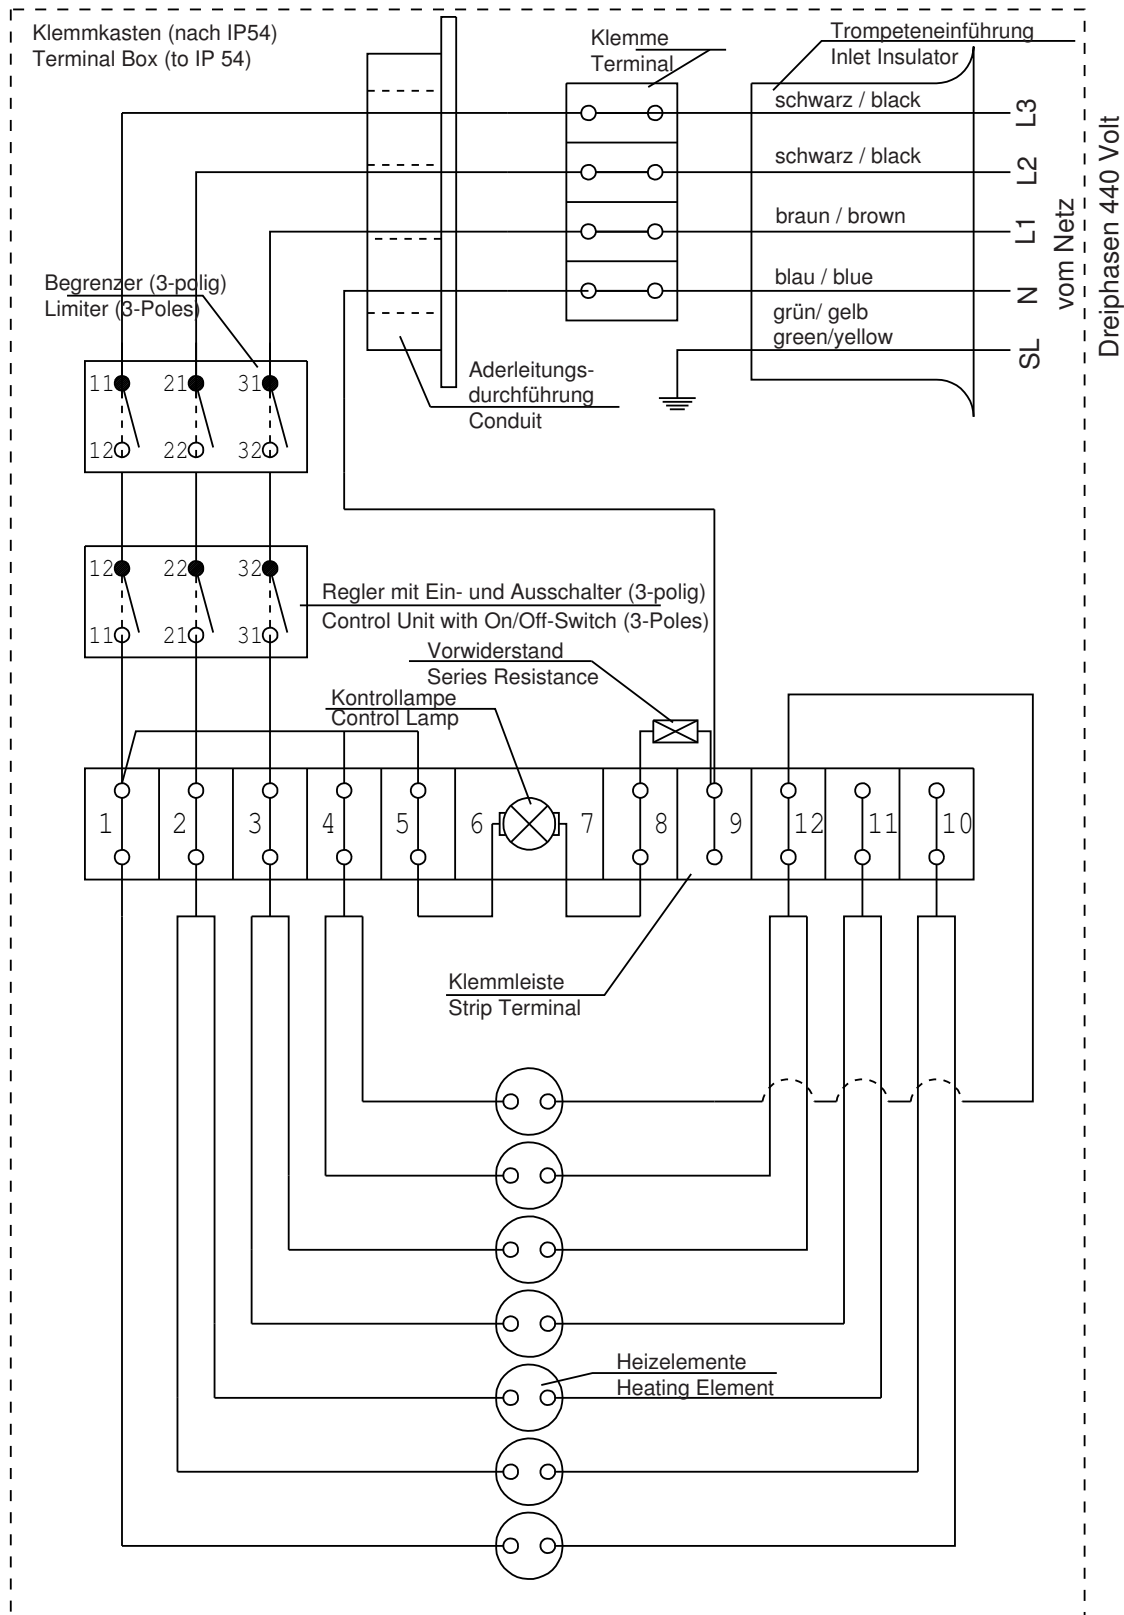 Klemmkasten (nach IP54)
Terminal Box (to IP 54)
Klemme
Terminal
Trompeteneinführung
Inlet Insulator
schwarz / black
L3
schwarz / black
L2
braun / brown
L1
blau / blue
N
grün/ gelb
green/yellow
SL
vom Netz
Dreiphasen 440 Volt
Begrenzer (3-polig)
Limiter (3-Poles)
Aderleitungs-
durchführung
Conduit
11 21 31
12 22 32
12 22 32
11 21 31
Regler mit Ein- und Ausschalter (3-polig)
Control Unit with On/Off-Switch (3-Poles)
Vorwiderstand
Series Resistance
Kontrollampe
Control Lamp
1 2 3 4 5 6 7 8 9 12 11 10
Klemmleiste
Strip Terminal
Heizelemente
Heating Element